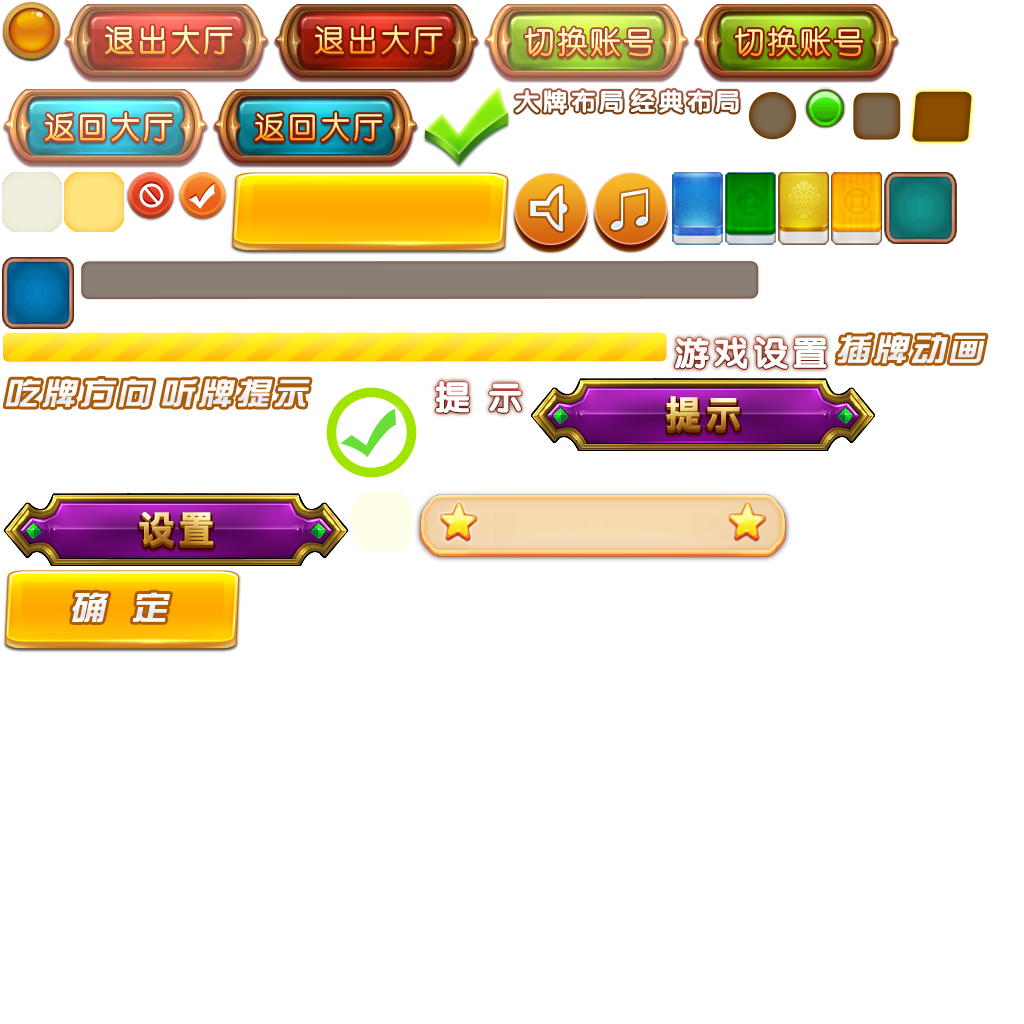 退出大厅
退出大厅
切换账号
切换账号
返回大厅
返回大厅
大牌布局
经典布局
游戏设置
插牌动画
吃牌方向
听牌提示
提 示
提示
设置
确 定